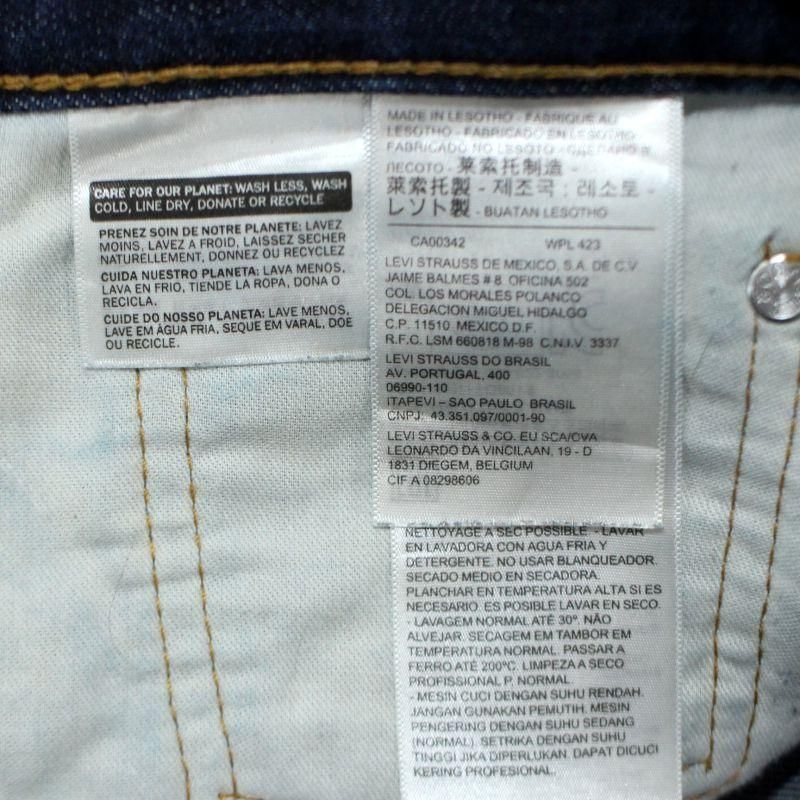 CARE FOR OUR PLANET: WASH LESS, WASH
COLD, LINE DRY, DONATE OR RECYCLE
PRENEZ SOIN DE NOTRE PLANETE: LAVEZ
MOINS, LAVEZ A FROID, LAISSEZ SECHER
NATURELLEMENT, DONNEZ OU RECYCLEZ
CUIDA NUESTRO PLANETA: LAVA MENOS,
LAVA EN FRIO, TIENDE LA ROPA, DONA O
RECICLA.
CUIDE DO NOSSO PLANETA: LAVE MENOS,
LAVE EM ÁGUA FRIA, SEQUE EM VARAL, DOE
OU RECICLE.
MADE IN LESOTHO - FABRIQUE AU
LESOTHO - FABRICADO EN LESOTHO -
FABRICADO NO LESOTO - СДЕЛАНО В
ЛЕСОТО - 莱索托制造 -
萊索托製 - 제조국 : 레소토 -
レソト製 - BUATAN LESOTHO
CA00342 WPL 423
LEVI STRAUSS DE MEXICO, S.A. DE C.V
JAIME BALMES # 8 OFICINA 502
COL. LOS MORALES POLANCO
DELEGACION MIGUEL HIDALGO
C.P. 11510 MEXICO D.F.
R.F.C. LSM 660818 M-98 C.N.I.V 3337
LEVI STRAUSS DO BRASIL
AV. PORTUGAL, 400
06990-110
ITAPEVI – SAO PAULO BRASIL
CNPJ: 43.351.097/0001-90
LEVI STRAUSS & CO. EU SCA/CVA
LEONARDO DA VINCILAAN, 19 - D
1831 DIEGEM, BELGIUM
CIF A 08298606
NETTOYAGE A SEC POSSIBLE. - LAVAR
EN LAVADORA CON AGUA FRIA Y
DETERGENTE. NO USAR BLANQUEADOR.
SECADO MEDIO EN SECADORA.
PLANCHAR EN TEMPERATURA ALTA SI ES
NECESARIO. ES POSIBLE LAVAR EN SECO.
- LAVAGEM NORMAL ATÉ 30°. NÃO
ALVEJAR. SECAGEM EM TAMBOR EM
TEMPERATURA NORMAL. PASSAR A
FERRO ATÉ 200°C. LIMPEZA A SECO
PROFISSIONAL P, NORMAL.
- MESIN CUCI DENGAN SUHU RENDAH.
JANGAN GUNAKAN PEMUTIH. MESIN
PENGERING DENGAN SUHU SEDANG
(NORMAL). SETRIKA DENGAN SUHU
TINGGI JIKA DIPERLUKAN. DAPAT DICUCI
KERING PROFESIONAL.